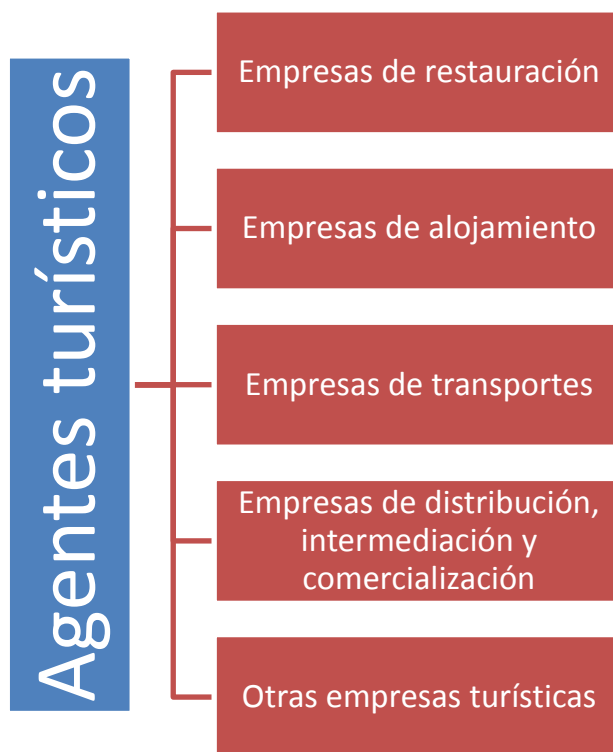 Agentes turísticos
Empresas de restauración
Empresas de alojamiento
Empresas de transportes
Empresas de distribución,
intermediación y
comercialización
Otras empresas turísticas